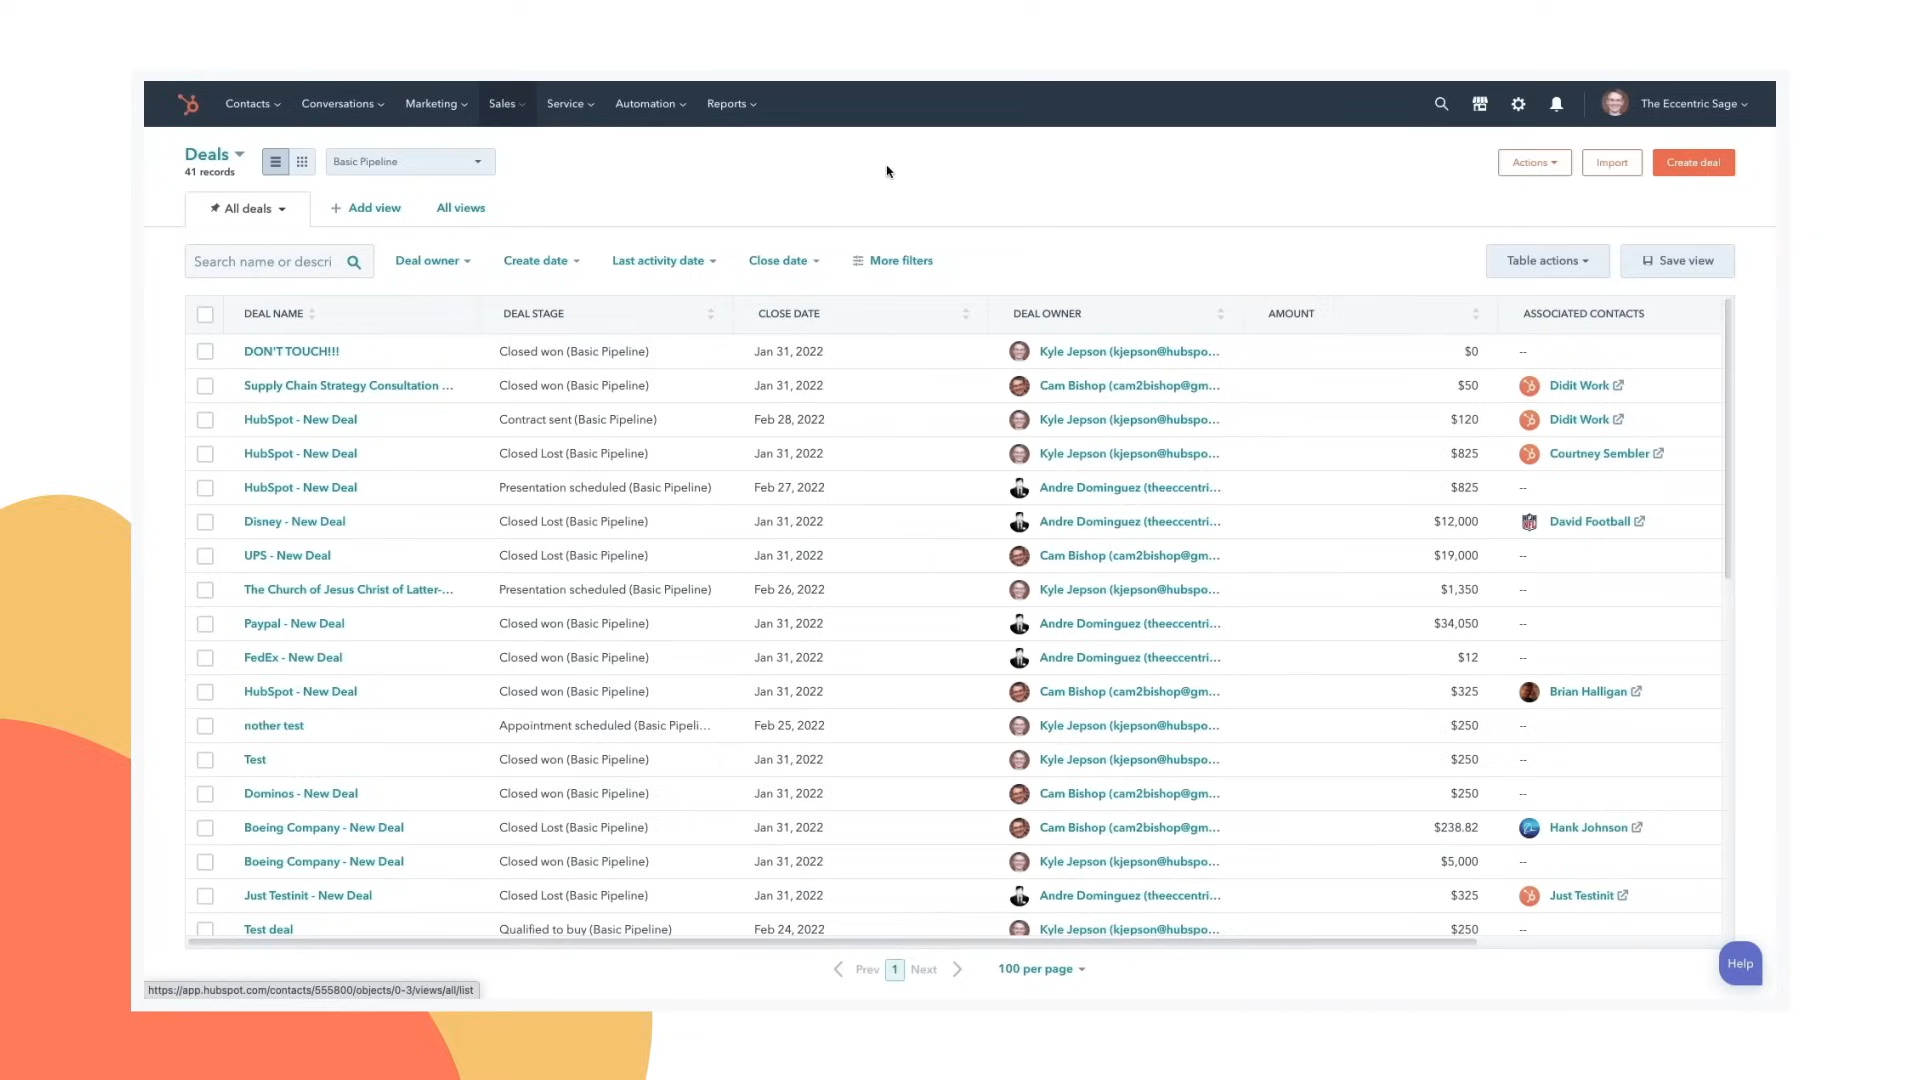 Contacts Conversations Marketing Sales Service Automation Reports The Eccentric Sage
Deals Basic Pipeline Actions Import Create deal
41 records
All deals + Add view All views
Search name or descri Deal owner Create date Last activity date Close date More filters Table actions Save view
DEAL NAME DEAL STAGE CLOSE DATE DEAL OWNER AMOUNT ASSOCIATED CONTACTS
DON'T TOUCH!!! Closed won (Basic Pipeline) Jan 31, 2022 Kyle Jepson (kjepson@hubspo... $0 --
Supply Chain Strategy Consultation ... Closed won (Basic Pipeline) Jan 31, 2022 Cam Bishop (cam2bishop@gm... $50 Didit Work
HubSpot - New Deal Contract sent (Basic Pipeline) Feb 28, 2022 Kyle Jepson (kjepson@hubspo... $120 Didit Work
HubSpot - New Deal Closed Lost (Basic Pipeline) Jan 31, 2022 Kyle Jepson (kjepson@hubspo... $825 Courtney Sembler
HubSpot - New Deal Presentation scheduled (Basic Pipeline) Feb 27, 2022 Andre Dominguez (theeccentri... $825 --
Disney - New Deal Closed Lost (Basic Pipeline) Jan 31, 2022 Andre Dominguez (theeccentri... $12,000 NFL David Football
UPS - New Deal Closed Lost (Basic Pipeline) Jan 31, 2022 Cam Bishop (cam2bishop@gm... $19,000 --
The Church of Jesus Christ of Latter-... Presentation scheduled (Basic Pipeline) Feb 26, 2022 Kyle Jepson (kjepson@hubspo... $1,350 --
Paypal - New Deal Closed won (Basic Pipeline) Jan 31, 2022 Andre Dominguez (theeccentri... $34,050 --
FedEx - New Deal Closed won (Basic Pipeline) Jan 31, 2022 Andre Dominguez (theeccentri... $12 --
HubSpot - New Deal Closed won (Basic Pipeline) Jan 31, 2022 Cam Bishop (cam2bishop@gm... $325 Brian Halligan
nother test Appointment scheduled (Basic Pipeli... Feb 25, 2022 Kyle Jepson (kjepson@hubspo... $250 --
Test Closed won (Basic Pipeline) Jan 31, 2022 Kyle Jepson (kjepson@hubspo... $250 --
Dominos - New Deal Closed won (Basic Pipeline) Jan 31, 2022 Cam Bishop (cam2bishop@gm... $250 --
Boeing Company - New Deal Closed Lost (Basic Pipeline) Jan 31, 2022 Cam Bishop (cam2bishop@gm... $238.82 Hank Johnson
Boeing Company - New Deal Closed won (Basic Pipeline) Jan 31, 2022 Kyle Jepson (kjepson@hubspo... $5,000 --
Just Testinit - New Deal Closed Lost (Basic Pipeline) Jan 31, 2022 Andre Dominguez (theeccentri... $325 Just Testinit
Test deal Qualified to buy (Basic Pipeline) Feb 24, 2022 Kyle Jepson (kjepson@hubspo... $250 --
Prev 1 Next 100 per page
Help
https://app.hubspot.com/contacts/555800/objects/0-3/views/all/list